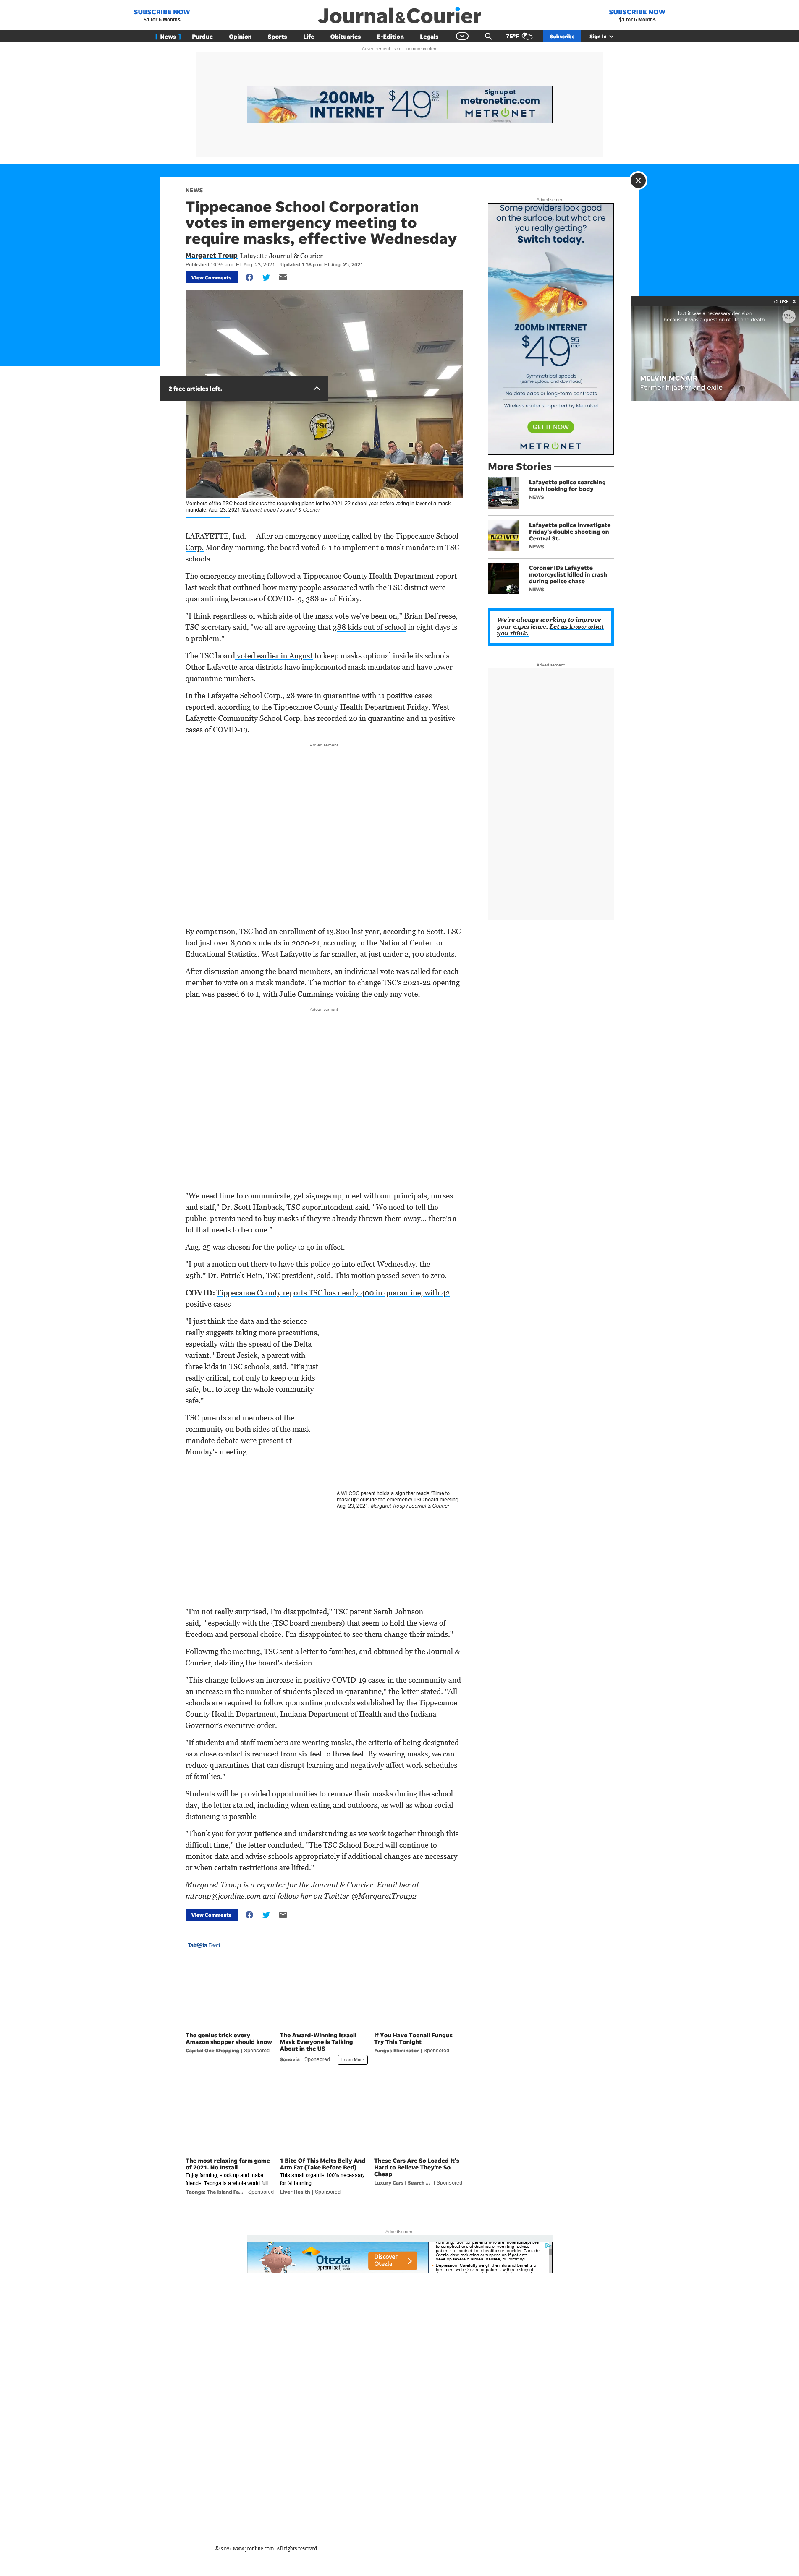 SUBSCRIBE NOW
$1 for 6 Months
Journal&Courier
SUBSCRIBE NOW
$1 for 6 Months
News
Purdue
Opinion
Sports
Life
Obituaries
E-Edition
Legals
75°F
Subscribe
Sign In
Advertisement - scroll for more content
200Mb
INTERNET
$49 95 /mo
Sign up at
metronetinc.com
METRONET
NEWS
Tippecanoe School Corporation
votes in emergency meeting to
require masks, effective Wednesday
Margaret Troup Lafayette Journal & Courier
Published 10:36 a.m. ET Aug. 23, 2021 | Updated 1:38 p.m. ET Aug. 23, 2021
View Comments
TSC
2 free articles left.
Members of the TSC board discuss the reopening plans for the 2021-22 school year before voting in favor of a mask
mandate. Aug. 23, 2021 Margaret Troup / Journal & Courier
LAFAYETTE, Ind. — After an emergency meeting called by the Tippecanoe School
Corp. Monday morning, the board voted 6-1 to implement a mask mandate in TSC
schools.
The emergency meeting followed a Tippecanoe County Health Department report
last week that outlined how many people associated with the TSC district were
quarantining because of COVID-19, 388 as of Friday.
"I think regardless of which side of the mask vote we've been on," Brian DeFreese,
TSC secretary said, "we all are agreeing that 388 kids out of school in eight days is
a problem."
The TSC board voted earlier in August to keep masks optional inside its schools.
Other Lafayette area districts have implemented mask mandates and have lower
quarantine numbers.
In the Lafayette School Corp., 28 were in quarantine with 11 positive cases
reported, according to the Tippecanoe County Health Department Friday. West
Lafayette Community School Corp. has recorded 20 in quarantine and 11 positive
cases of COVID-19.
Advertisement
By comparison, TSC had an enrollment of 13,800 last year, according to Scott. LSC
had just over 8,000 students in 2020-21, according to the National Center for
Educational Statistics. West Lafayette is far smaller, at just under 2,400 students.
After discussion among the board members, an individual vote was called for each
member to vote on a mask mandate. The motion to change TSC's 2021-22 opening
plan was passed 6 to 1, with Julie Cummings voicing the only nay vote.
Advertisement
"We need time to communicate, get signage up, meet with our principals, nurses
and staff," Dr. Scott Hanback, TSC superintendent said. "We need to tell the
public, parents need to buy masks if they've already thrown them away... there's a
lot that needs to be done."
Aug. 25 was chosen for the policy to go in effect.
"I put a motion out there to have this policy go into effect Wednesday, the
25th," Dr. Patrick Hein, TSC president, said. This motion passed seven to zero.
COVID: Tippecanoe County reports TSC has nearly 400 in quarantine, with 42
positive cases
"I just think the data and the science
really suggests taking more precautions,
especially with the spread of the Delta
variant." Brent Jesiek, a parent with
three kids in TSC schools, said. "It's just
really critical, not only to keep our kids
safe, but to keep the whole community
safe."
TSC parents and members of the
community on both sides of the mask
mandate debate were present at
Monday's meeting.
A WLCSC parent holds a sign that reads "Time to
mask up" outside the emergency TSC board meeting.
Aug. 23, 2021. Margaret Troup / Journal & Courier
"I'm not really surprised, I'm disappointed," TSC parent Sarah Johnson
said, "especially with the (TSC board members) that seem to hold the views of
freedom and personal choice. I'm disappointed to see them change their minds."
Following the meeting, TSC sent a letter to families, and obtained by the Journal &
Courier, detailing the board's decision.
"This change follows an increase in positive COVID-19 cases in the community and
an increase in the number of students placed in quarantine," the letter stated. "All
schools are required to follow quarantine protocols established by the Tippecanoe
County Health Department, Indiana Department of Health and the Indiana
Governor's executive order.
"If students and staff members are wearing masks, the criteria of being designated
as a close contact is reduced from six feet to three feet. By wearing masks, we can
reduce quarantines that can disrupt learning and negatively affect work schedules
of families."
Students will be provided opportunities to remove their masks during the school
day, the letter stated, including when eating and outdoors, as well as when social
distancing is possible
"Thank you for your patience and understanding as we work together through this
difficult time," the letter concluded. "The TSC School Board will continue to
monitor data and advise schools appropriately if additional changes are necessary
or when certain restrictions are lifted."
Margaret Troup is a reporter for the Journal & Courier. Email her at
mtroup@jconline.com and follow her on Twitter @MargaretTroup2
View Comments
Advertisement
Some providers look good
on the surface, but what are
you really getting?
Switch today.
200Mb INTERNET
$49 95 /mo
Symmetrical speeds
(same upload and download)
No data caps or long-term contracts
Wireless router supported by MetroNet
GET IT NOW
METRONET
More Stories
Lafayette police searching
trash looking for body
NEWS
POLICE LINE DO
Lafayette police investigate
Friday's double shooting on
Central St.
NEWS
Coroner IDs Lafayette
motorcyclist killed in crash
during police chase
NEWS
We're always working to improve
your experience. Let us know what
you think.
Advertisement
CLOSE
but it was a necessary decision
because it was a question of life and death.
MELVIN MCNAIR
Former hijacker and exile
Taboola Feed
The genius trick every
Amazon shopper should know
Capital One Shopping | Sponsored
The Award-Winning Israeli
Mask Everyone Is Talking
About in the US
Sonovia | Sponsored
Learn More
If You Have Toenail Fungus
Try This Tonight
Fungus Eliminator | Sponsored
The most relaxing farm game
of 2021. No Install
Enjoy farming, stock up and make
friends. Taonga is a whole world full…
Taonga: The Island Fa... | Sponsored
1 Bite Of This Melts Belly And
Arm Fat (Take Before Bed)
This small organ is 100% necessary
for fat burning...
Liver Health | Sponsored
These Cars Are So Loaded It's
Hard to Believe They're So
Cheap
Luxury Cars | Search ... | Sponsored
Advertisement
Otezla
(apremilast)
Discover
Otezla
to complications of diarrhea or vomiting; advise
patients to contact their healthcare provider. Consider
Otezla dose reduction or suspension if patients
develop severe diarrhea, nausea, or vomiting
Depression: Carefully weigh the risks and benefits of
treatment with Otezla for patients with a history of
© 2021 www.jconline.com. All rights reserved.